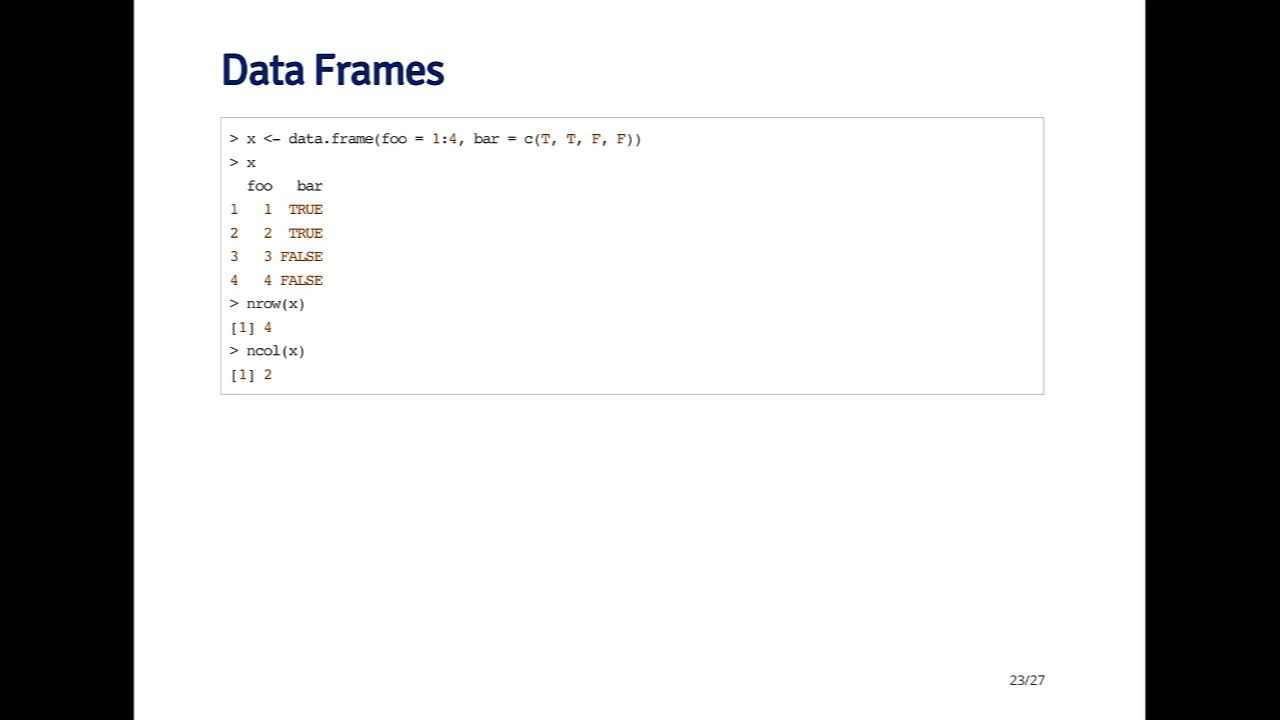 Data Frames
> x <- data.frame(foo = 1:4, bar = c(T, T, F, F))
> x
  foo   bar
1   1  TRUE
2   2  TRUE
3   3 FALSE
4   4 FALSE
> nrow(x)
[1] 4
> ncol(x)
[1] 2
23/27